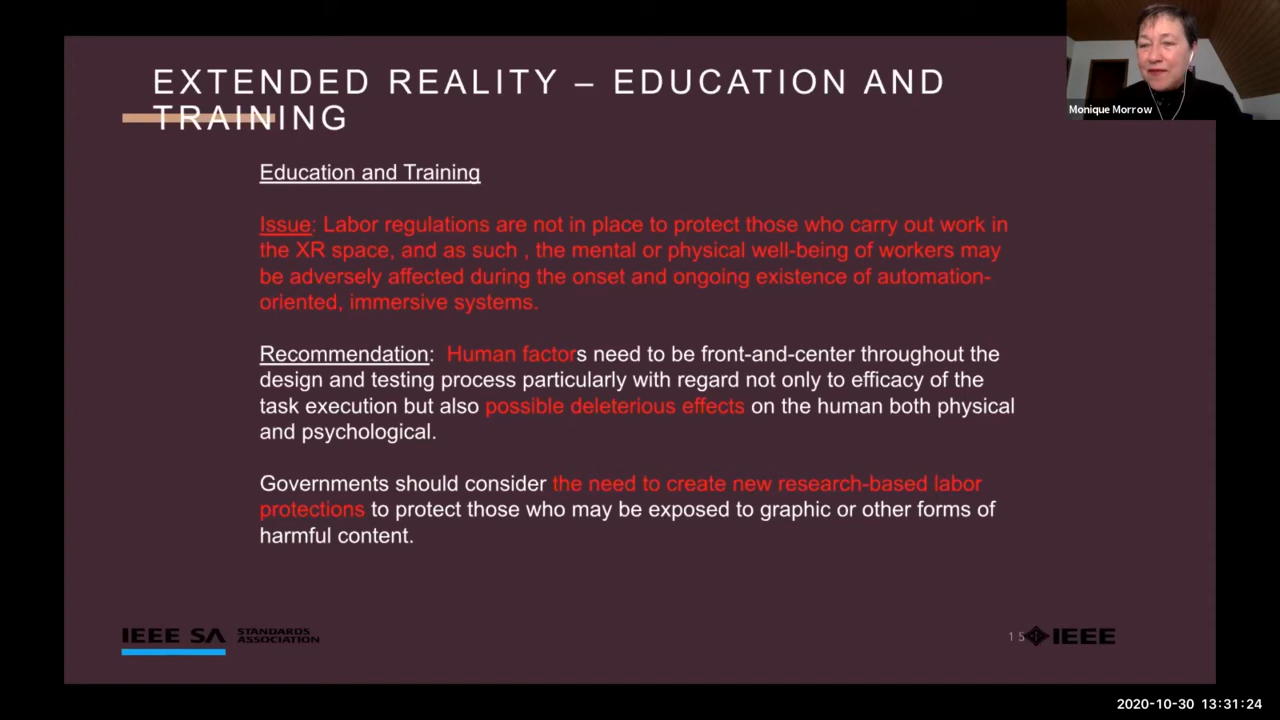 EXTENDED REALITY – EDUCATION AND
TRAINING
Monique Morrow
Education and Training
Issue: Labor regulations are not in place to protect those who carry out work in
the XR space, and as such , the mental or physical well-being of workers may
be adversely affected during the onset and ongoing existence of automation-
oriented, immersive systems.
Recommendation: Human factors need to be front-and-center throughout the
design and testing process particularly with regard not only to efficacy of the
task execution but also possible deleterious effects on the human both physical
and psychological.
Governments should consider the need to create new research-based labor
protections to protect those who may be exposed to graphic or other forms of
harmful content.
IEEE SA STANDARDS
ASSOCIATION
15
IEEE
2020-10-30 13:31:24